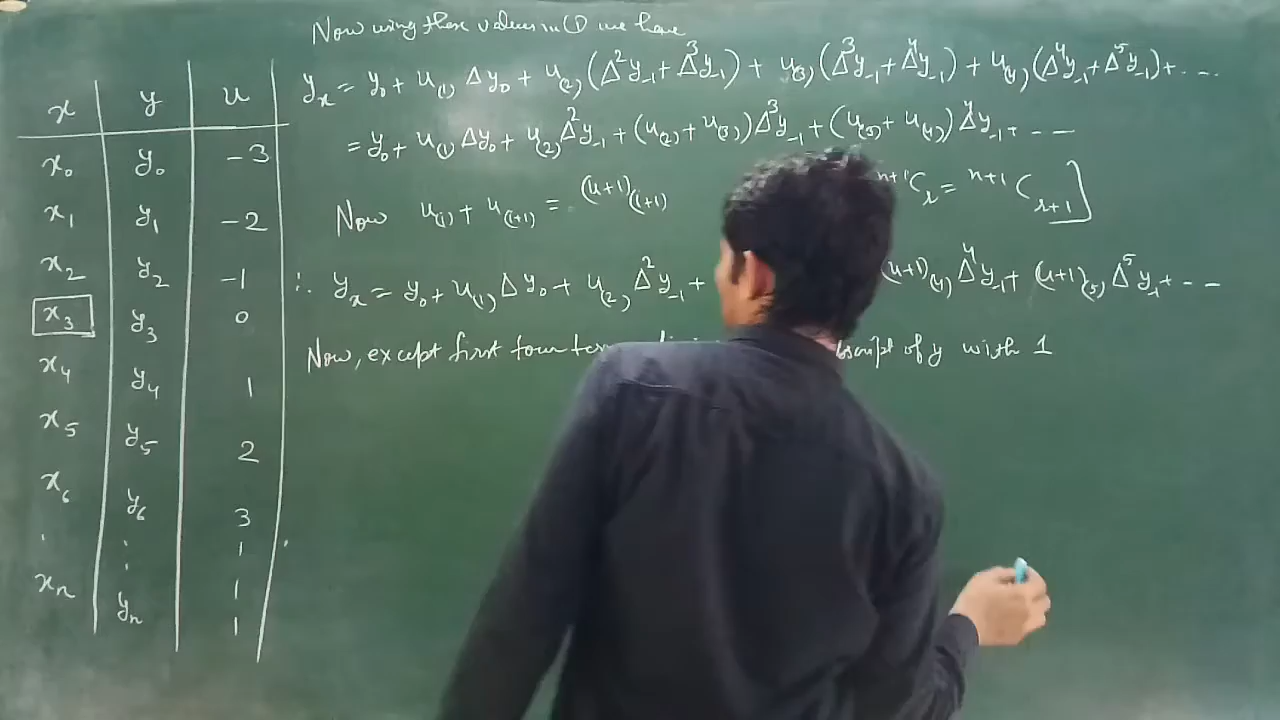 Now using these values in ① we have
y_x = y₀ + u₍₁₎ Δy₀ + u₍₂₎ (Δ²y₋₁ + Δ³y₋₁) + u₍₃₎ (Δ³y₋₁ + Δ⁴y₋₁) + u₍₄₎ (Δ⁴y₋₁ + Δ⁵y₋₁) + ....
= y₀ + u₍₁₎ Δy₀ + u₍₂₎ Δ²y₋₁ + (u₍₂₎ + u₍₃₎) Δ³y₋₁ + (u₍₃₎ + u₍₄₎) Δ⁴y₋₁ + ---
Now u₍ᵢ₎ + u₍ᵢ₊₁₎ = (u+1)₍ᵢ₊₁₎ ⁿ⁺¹Cᵣ = ⁿ⁺¹Cᵣ₊₁]
∴ y_x = y₀ + u₍₁₎ Δy₀ + u₍₂₎ Δ²y₋₁ + (u+1)₍₄₎ Δ⁴y₋₁ + (u+1)₍₅₎ Δ⁵y₋₁ + ---
Now, except first four of y with 1
x y u
x₀ y₀ -3
x₁ y₁ -2
x₂ y₂ -1
x₃ y₃ 0
x₄ y₄ 1
x₅ y₅ 2
x₆ y₆ 3
xₙ yₙ